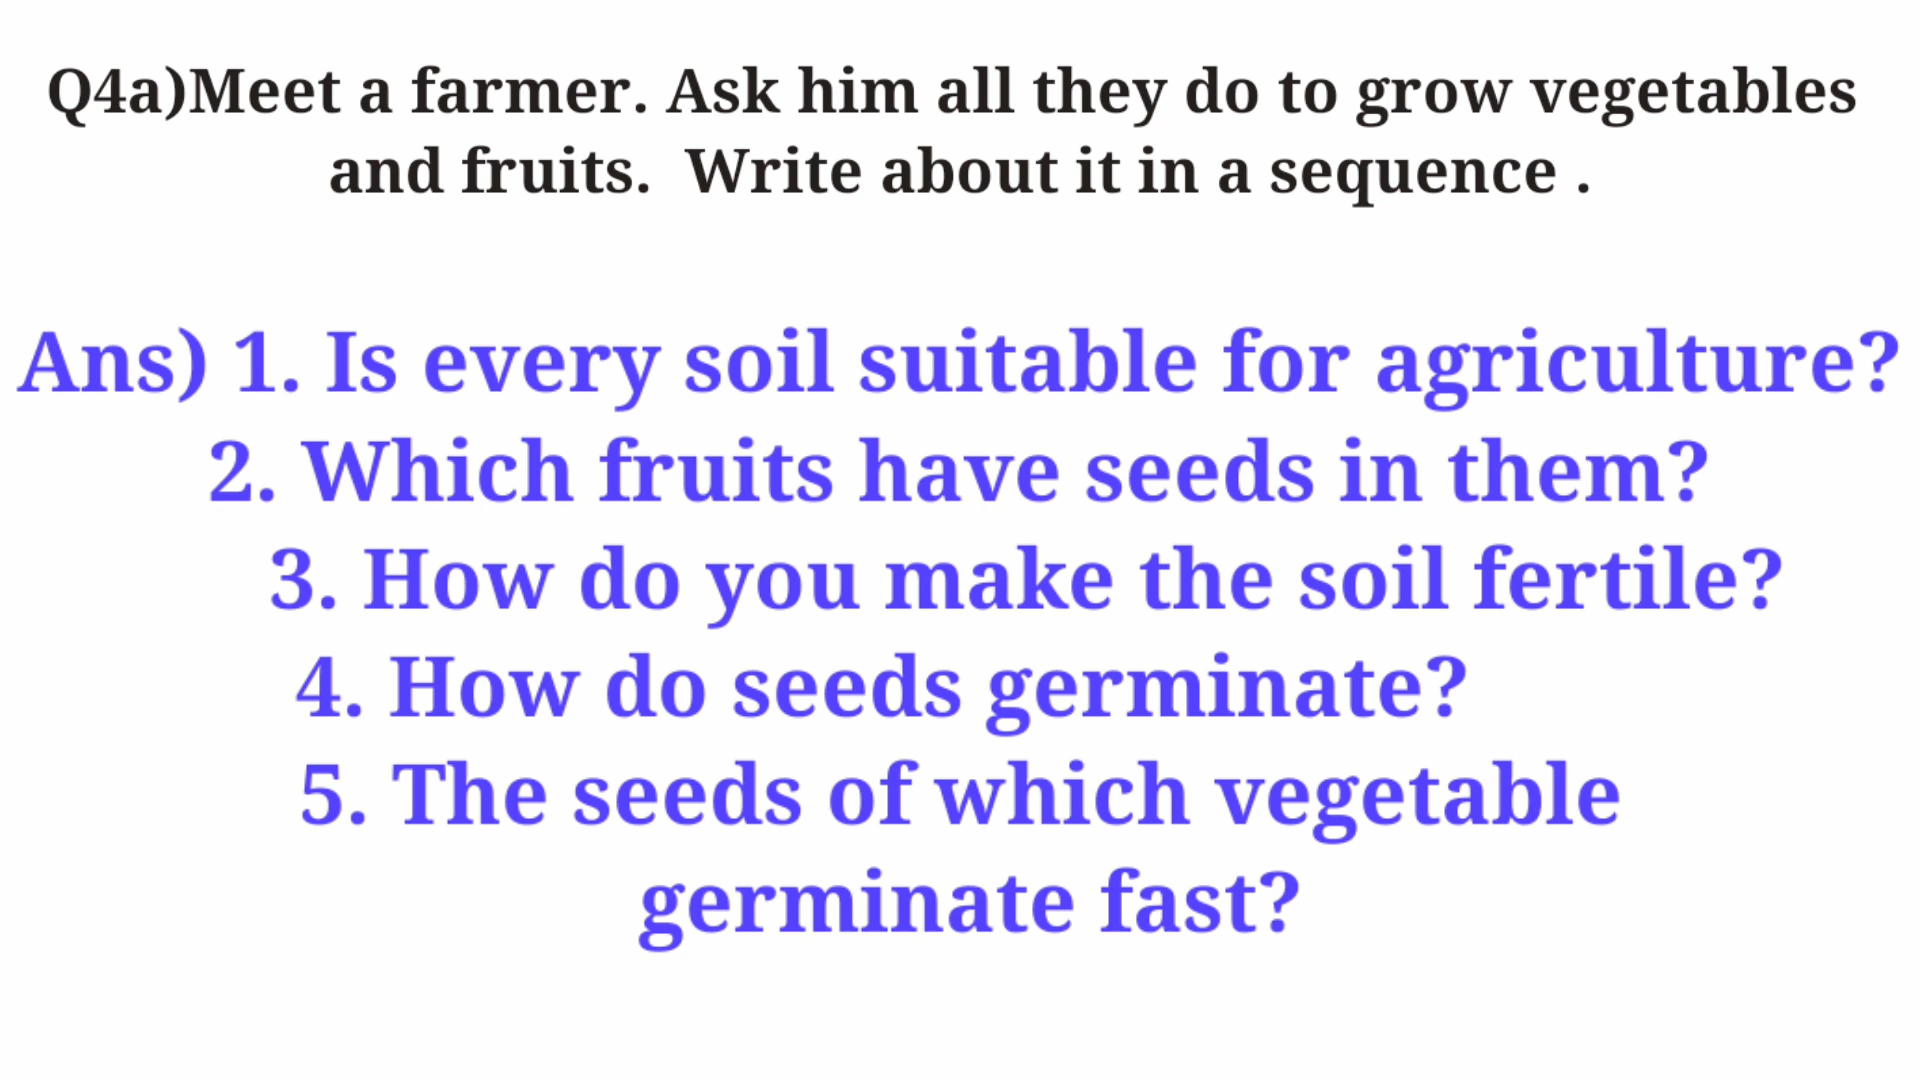 Q4a)Meet a farmer. Ask him all they do to grow vegetables
and fruits.  Write about it in a sequence .
Ans) 1. Is every soil suitable for agriculture?
2. Which fruits have seeds in them?
3. How do you make the soil fertile?
4. How do seeds germinate?
5. The seeds of which vegetable
germinate fast?